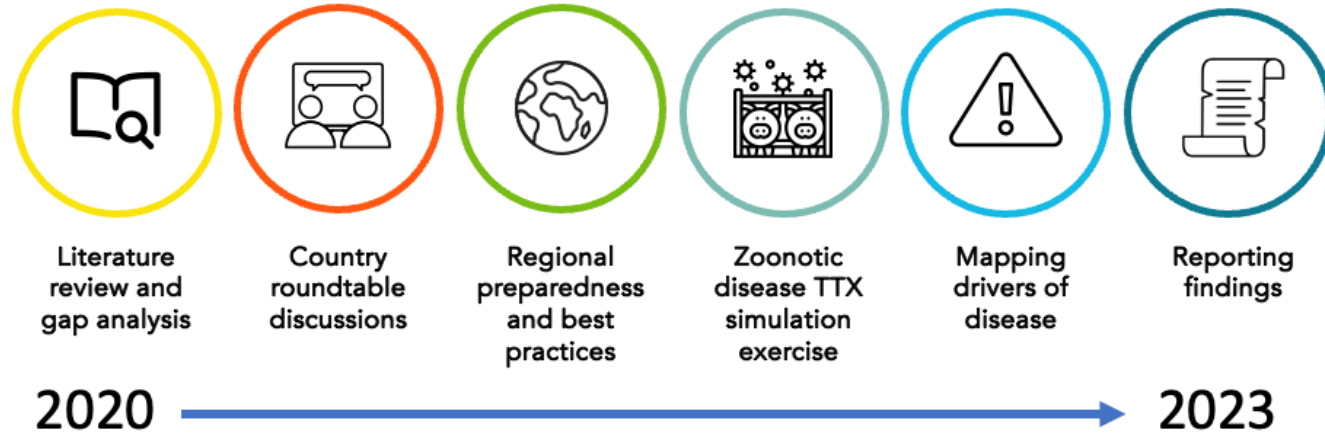 Literature
review and
gap analysis
Country
roundtable
discussions
Regional
preparedness
and best
practices
Zoonotic
disease TTX
simulation
exercise
Mapping
drivers of
disease
Reporting
findings
2020
2023